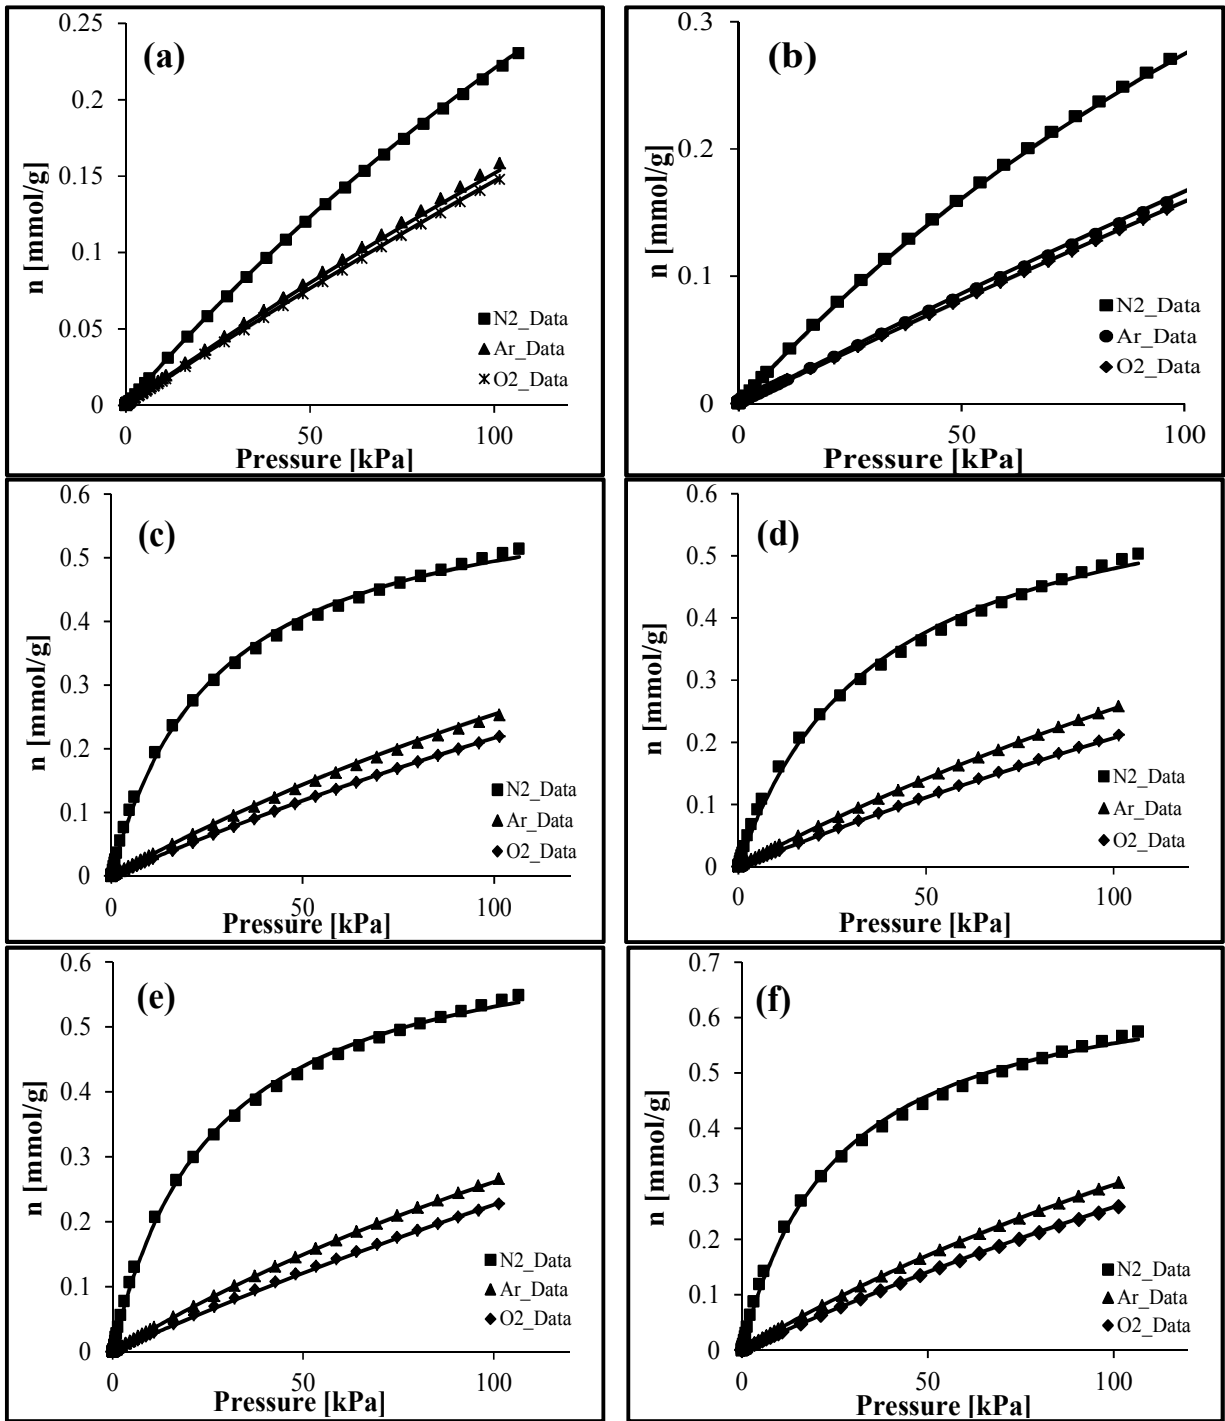 (a)
0.25
0.2
0.15
0.1
0.05
0
n [mmol/g]
N2_Data
Ar_Data
O2_Data
0 50 100
Pressure [kPa]
(b)
0.3
0.2
0.1
0
n [mmol/g]
N2_Data
Ar_Data
O2_Data
0 50 100
Pressure [kPa]
(c)
0.6
0.5
0.4
0.3
0.2
0.1
0
n [mmol/g]
N2_Data
Ar_Data
O2_Data
0 50 100
Pressure [kPa]
(d)
0.6
0.5
0.4
0.3
0.2
0.1
0
n [mmol/g]
N2_Data
Ar_Data
O2_Data
0 50 100
Pressure [kPa]
(e)
0.6
0.5
0.4
0.3
0.2
0.1
0
n [mmol/g]
N2_Data
Ar_Data
O2_Data
0 50 100
Pressure [kPa]
(f)
0.7
0.6
0.5
0.4
0.3
0.2
0.1
0
n [mmol/g]
N2_Data
Ar_Data
O2_Data
0 50 100
Pressure [kPa]